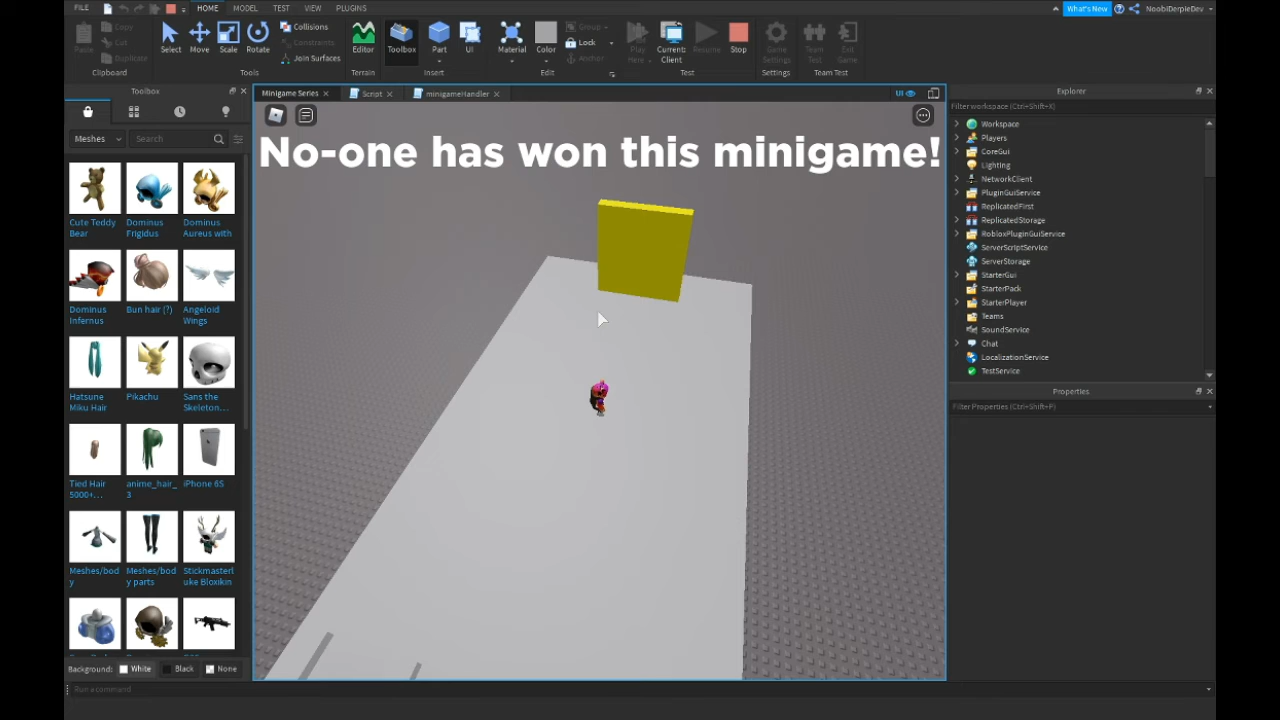 FILE HOME MODEL TEST VIEW PLUGINS What's New NoobiDerpieDev
Paste Copy Cut Duplicate Select Move Scale Rotate Collisions Constraints Join Surfaces Editor Toolbox Part UI Material Color Group Lock Anchor Play Here Current: Client Resume Stop Game Settings Team Test Exit Game
Clipboard Tools Terrain Insert Edit Test Settings Team Test
Toolbox
Minigame Series Script minigameHandler UI
Explorer
Meshes Search
Filter workspace (Ctrl+Shift+X)
No-one has won this minigame!
Cute Teddy Bear
Dominus Frigidus
Dominus Aureus with
Dominus Infernus
Bun hair (?)
Angeloid Wings
Hatsune Miku Hair
Pikachu
Sans the Skeleton...
Tied Hair 5000+...
anime_hair_3
iPhone 6S
Meshes/body
Meshes/body parts
Stickmasterluke Bloxikin
Background: White Black None
Run a command
Workspace
Players
CoreGui
Lighting
NetworkClient
PluginGuiService
ReplicatedFirst
ReplicatedStorage
RobloxPluginGuiService
ServerScriptService
ServerStorage
StarterGui
StarterPack
StarterPlayer
Teams
SoundService
Chat
LocalizationService
TestService
Properties
Filter Properties (Ctrl+Shift+P)